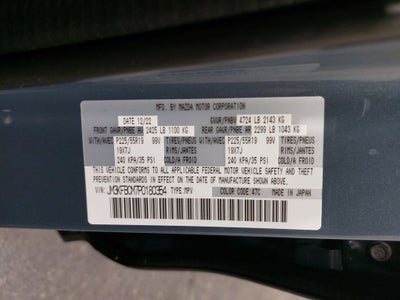 MFD. BY MAZDA MOTOR CORPORATION
DATE 12/22 GVWR/PNBV 4724 LB 2143 KG
FRONT GAWR/PNBE AV 2425 LB 1100 KG REAR GAWR/PNBE AR 2299 LB 1043 KG
WITH/AVEC P225/55R19 99V TIRES/PNEUS WITH/AVEC P225/55R19 99V TIRES/PNEUS
19X7J RIMS/JANTES 19X7J RIMS/JANTES
240 KPA/35 PSI COLD/A FROID 240 KPA/35 PSI COLD/A FROID
THIS VEHICLE CONFORMS TO ALL APPLICABLE FEDERAL MOTOR VEHICLE SAFETY AND THEFT
PREVENTION STANDARDS IN EFFECT ON THE DATE OF MANUFACTURE SHOWN ABOVE.
VIN: JM3KFBCM7P0180354 TYPE:MPV COLOR CODE:47C MADE IN JAPAN